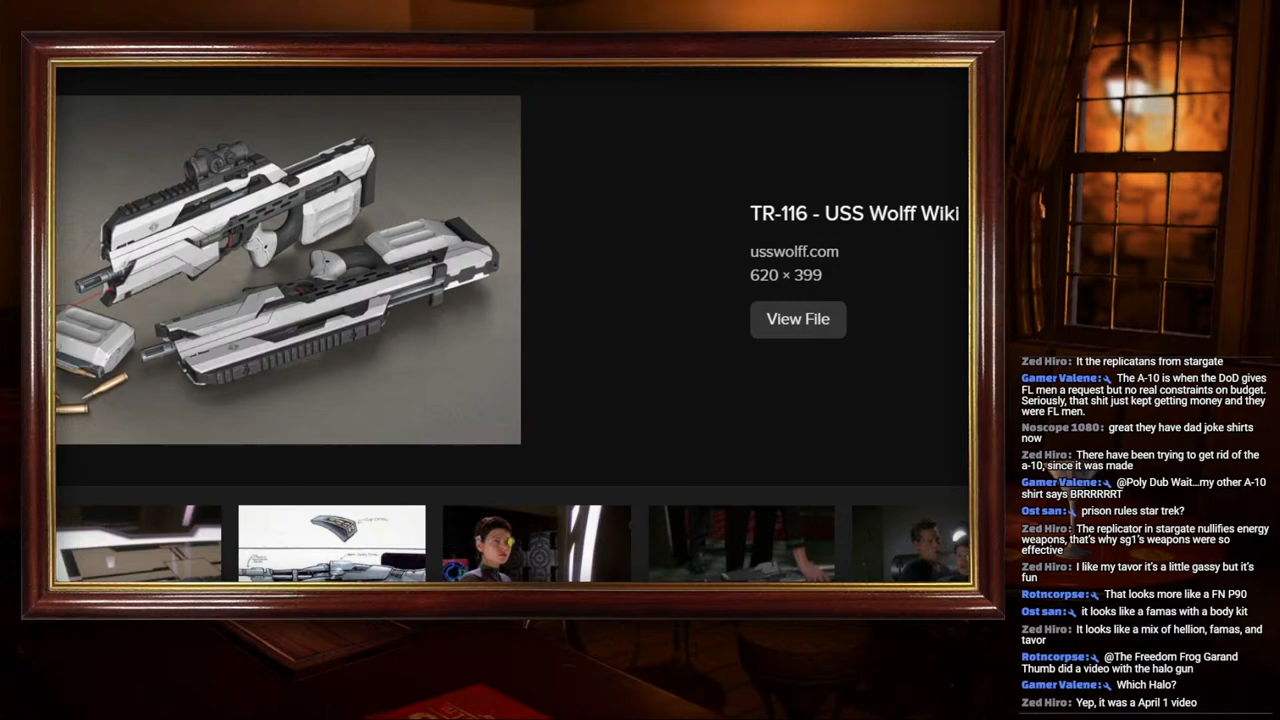 TR-116 - USS Wolff Wiki
usswolff.com
620 × 399
View File
Zed Hiro: It the replicatans from stargate
Gamer Valene: The A-10 is when the DoD gives
FL men a request but no real constraints on budget.
Seriously, that shit just kept getting money and they
were FL men.
Noscope 1080: great they have dad joke shirts
now
Zed Hiro: There have been trying to get rid of the
a-10, since it was made
Gamer Valene: @Poly Dub Wait...my other A-10
shirt says BRRRRRRT
Ost san: prison rules star trek?
Zed Hiro: The replicator in stargate nullifies energy
weapons, that's why sg1's weapons were so
effective
Zed Hiro: I like my tavor it's a little gassy but it's
fun
Rotncorpse: That looks more like a FN P90
Ost san: it looks like a famas with a body kit
Zed Hiro: It looks like a mix of hellion, famas, and
tavor
Rotncorpse: @The Freedom Frog Garand
Thumb did a video with the halo gun
Gamer Valene: Which Halo?
Zed Hiro: Yep, it was a April 1 video